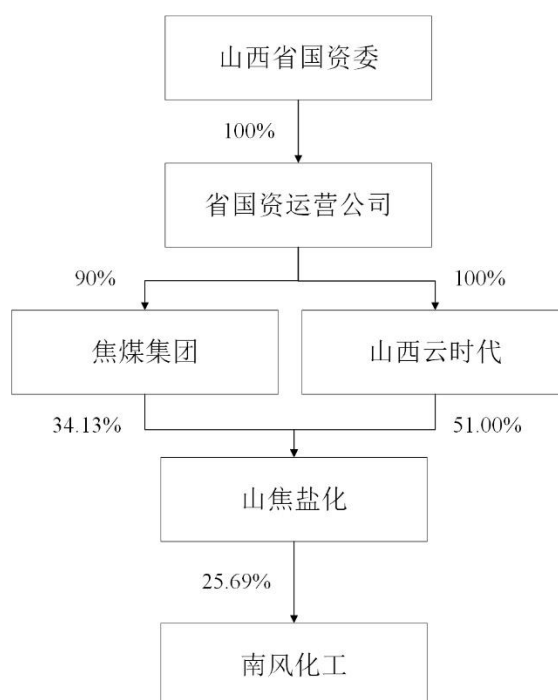 山西省国资委
100%
省国资运营公司
90%
100%
焦煤集团
山西云时代
34.13%
51.00%
山焦盐化
25.69%
南风化工